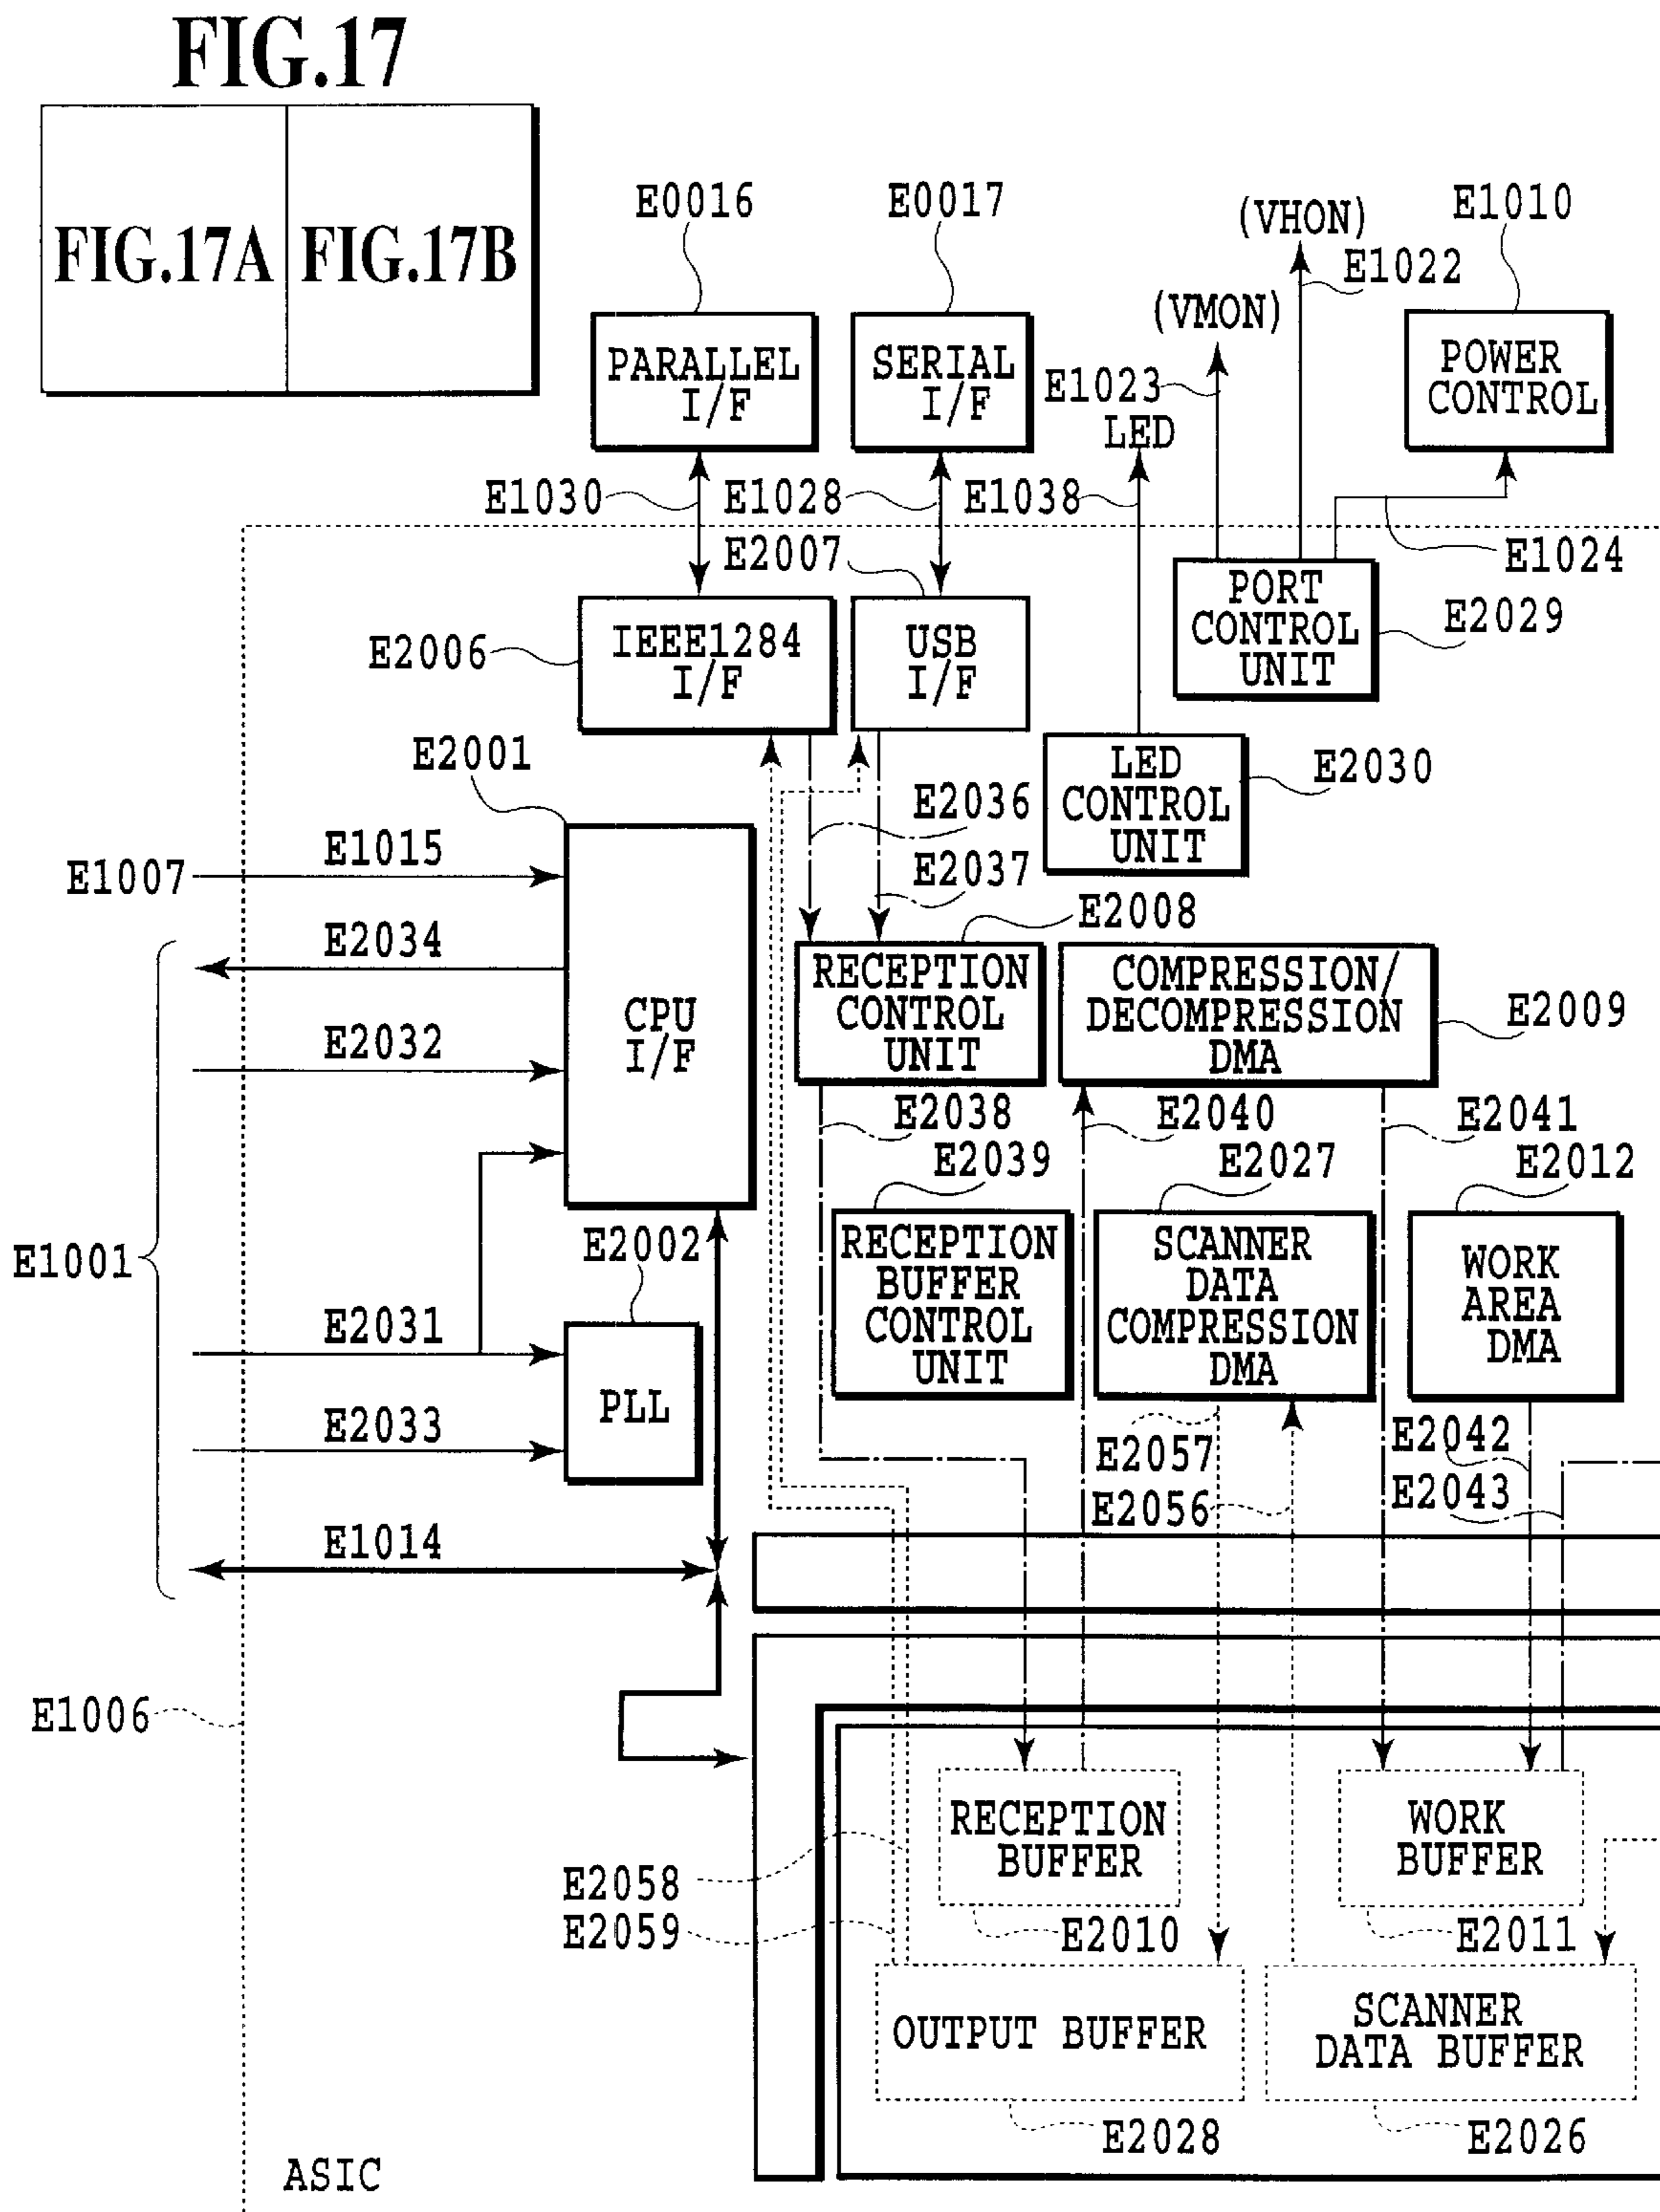 FIG.17
FIG.17A
FIG.17B
E0016
E0017
(VHON)
E1010
E1022
(VMON)
PARALLEL
I/F
SERIAL
I/F
POWER
CONTROL
E1023
LED
E1030
E1028
E1038
E2007
E1024
PORT
CONTROL
UNIT
E2029
E2006
IEEE1284
I/F
USB
I/F
E2001
LED
CONTROL
UNIT
E2030
E2036
E1007
E1015
E2037
E2008
E2034
CPU
I/F
RECEPTION
CONTROL
UNIT
COMPRESSION/
DECOMPRESSION
DMA
E2009
E2032
E2038
E2040
E2041
E2039
E2027
E2012
E1001
E2002
RECEPTION
BUFFER
CONTROL
UNIT
SCANNER
DATA
COMPRESSION
DMA
WORK
AREA
DMA
E2031
PLL
E2033
E2057
E2042
E2056
E2043
E1014
E1006
RECEPTION
BUFFER
WORK
BUFFER
E2058
E2059
E2010
E2011
OUTPUT BUFFER
SCANNER
DATA BUFFER
E2028
E2026
ASIC